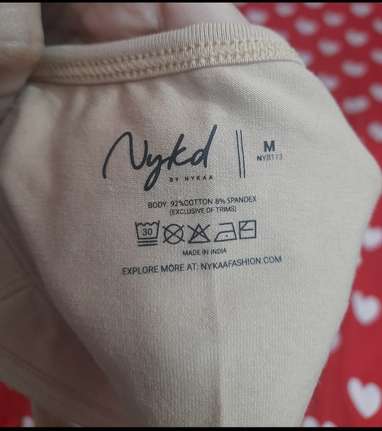 Nykd
BY NYKAA
M
NYB113
BODY: 92%COTTON 8% SPANDEX
(EXCLUSIVE OF TRIMS)
30
MADE IN INDIA
EXPLORE MORE AT: NYKAAFASHION.COM